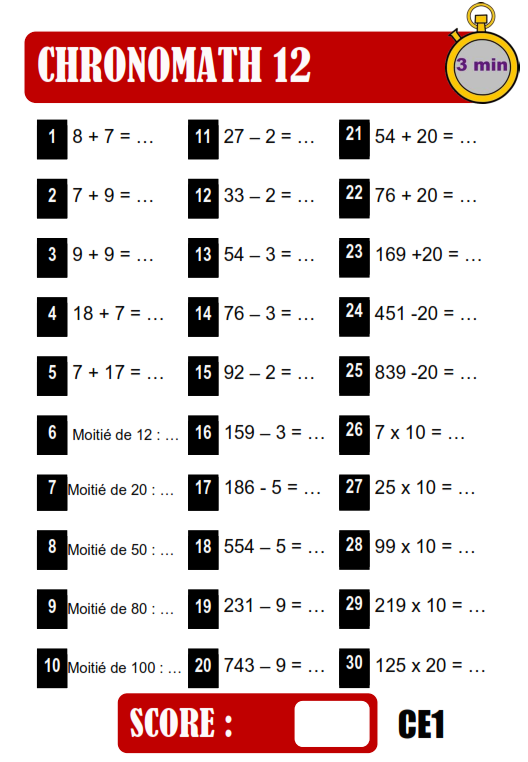 CHRONOMATH 12
3 min
1 8 + 7 = …
2 7 + 9 = …
3 9 + 9 = …
4 18 + 7 = …
5 7 + 17 = …
6 Moitié de 12 : …
7 Moitié de 20 : …
8 Moitié de 50 : …
9 Moitié de 80 : …
10 Moitié de 100 : …
11 27 – 2 = …
12 33 – 2 = …
13 54 – 3 = …
14 76 – 3 = …
15 92 – 2 = …
16 159 – 3 = …
17 186 - 5 = …
18 554 – 5 = …
19 231 – 9 = …
20 743 – 9 = …
21 54 + 20 = …
22 76 + 20 = …
23 169 +20 = …
24 451 -20 = …
25 839 -20 = …
26 7 x 10 = …
27 25 x 10 = …
28 99 x 10 = …
29 219 x 10 = …
30 125 x 20 = …
SCORE :
CE1